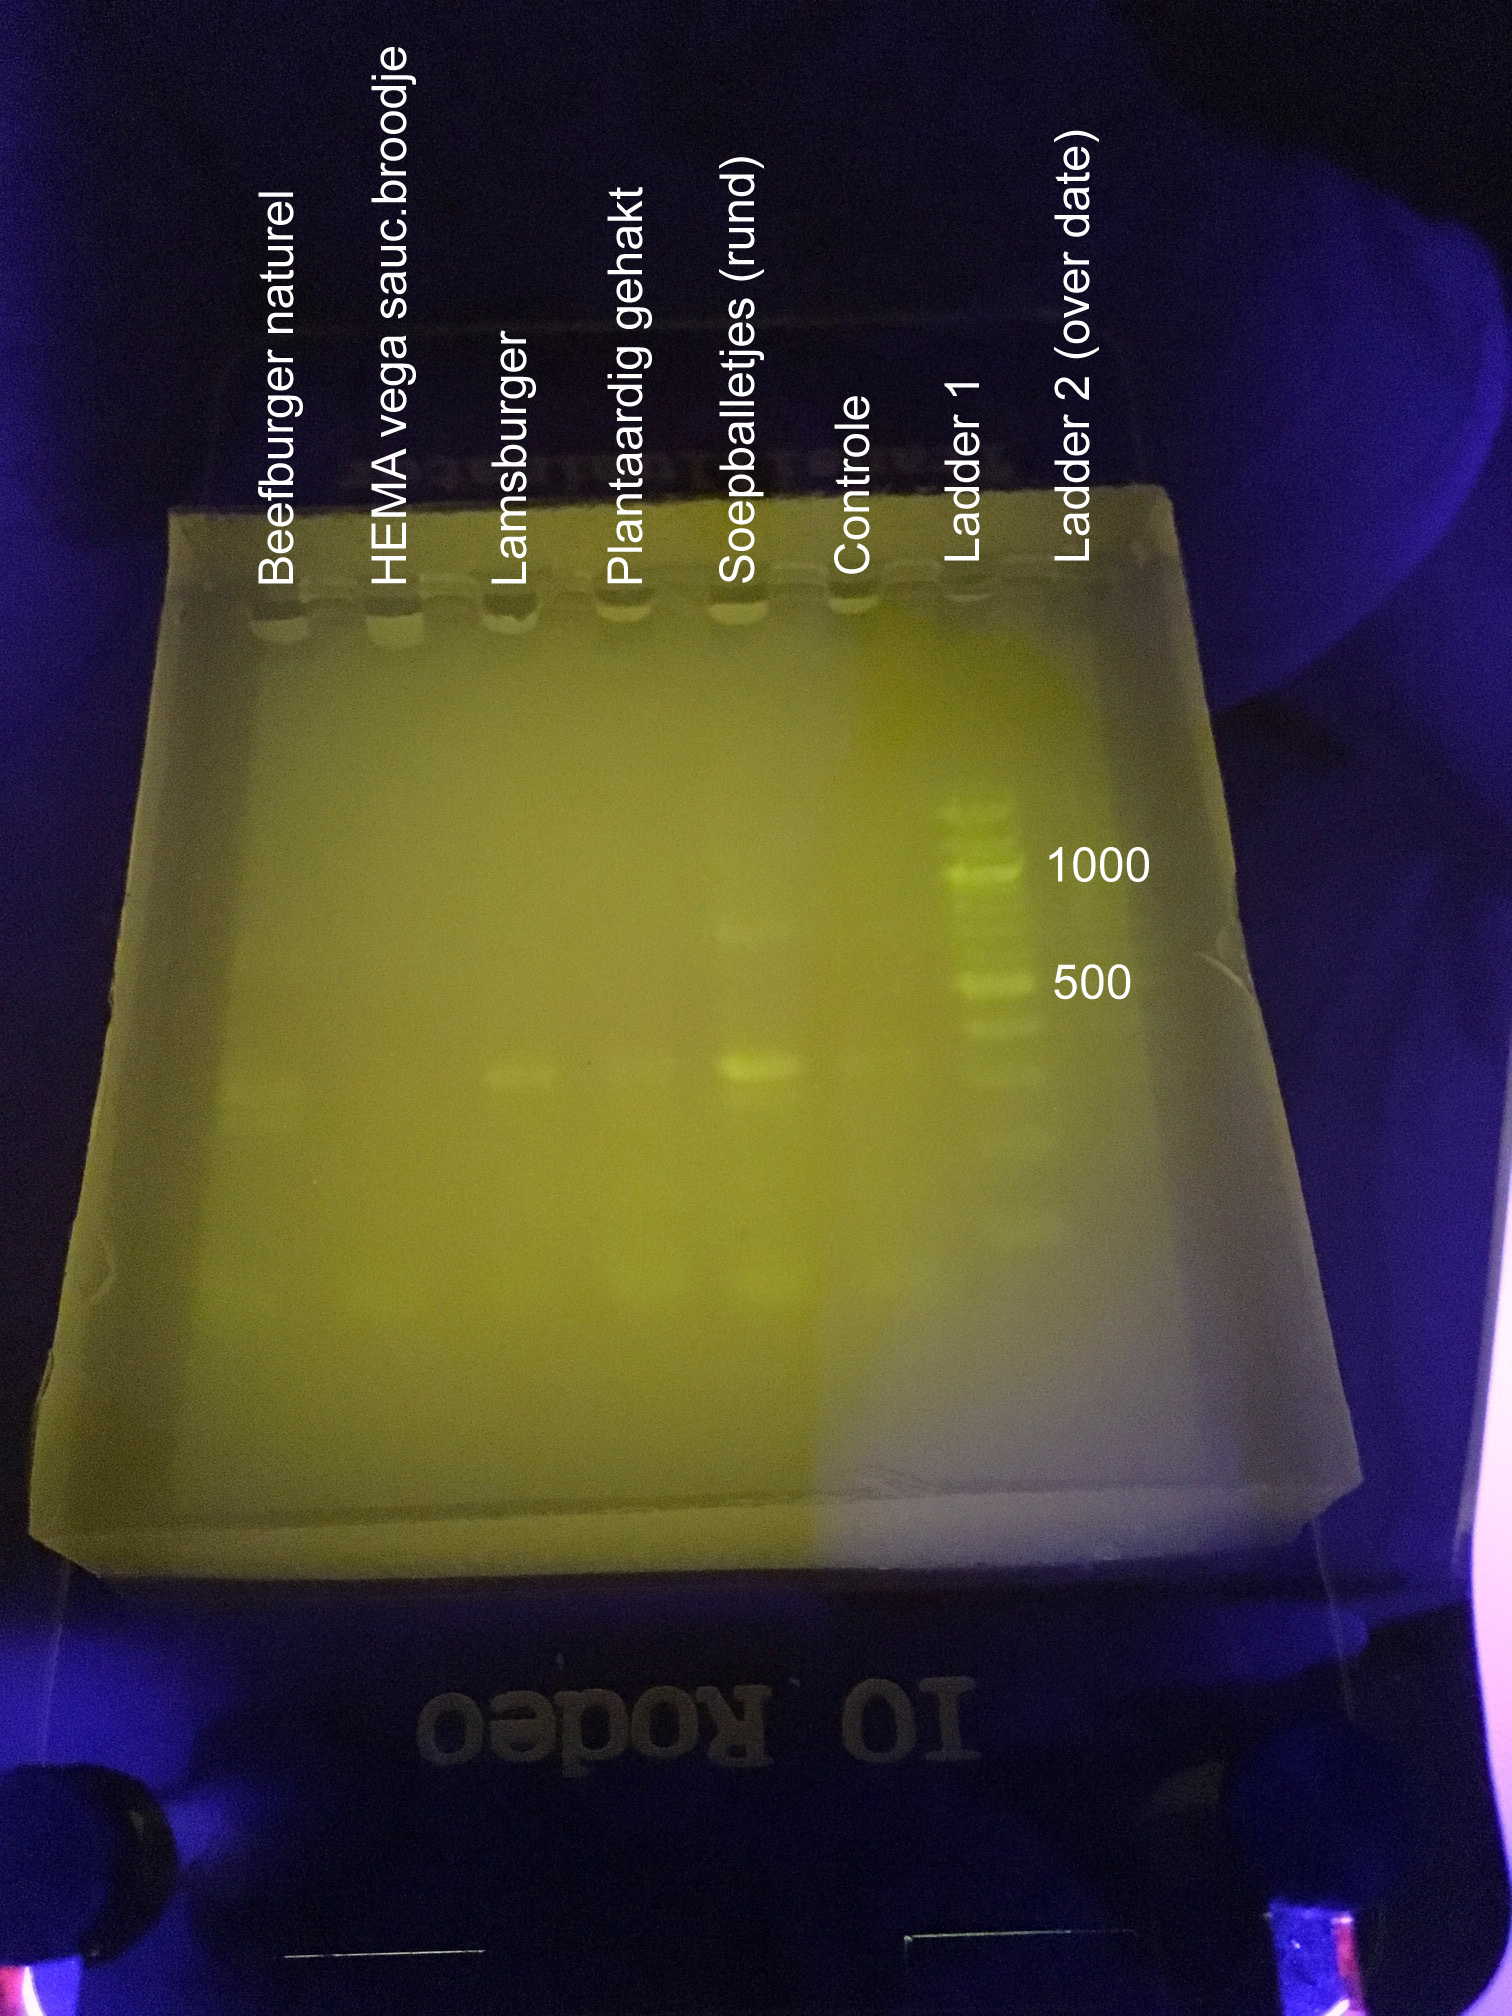 Beefburger naturel
HEMA vega sauc.broodje
Lamsburger
Plantaardig gehakt
Soepballetjes (rund)
Controle
Ladder 1
Ladder 2 (over date)
1000
500
IO Rodeo